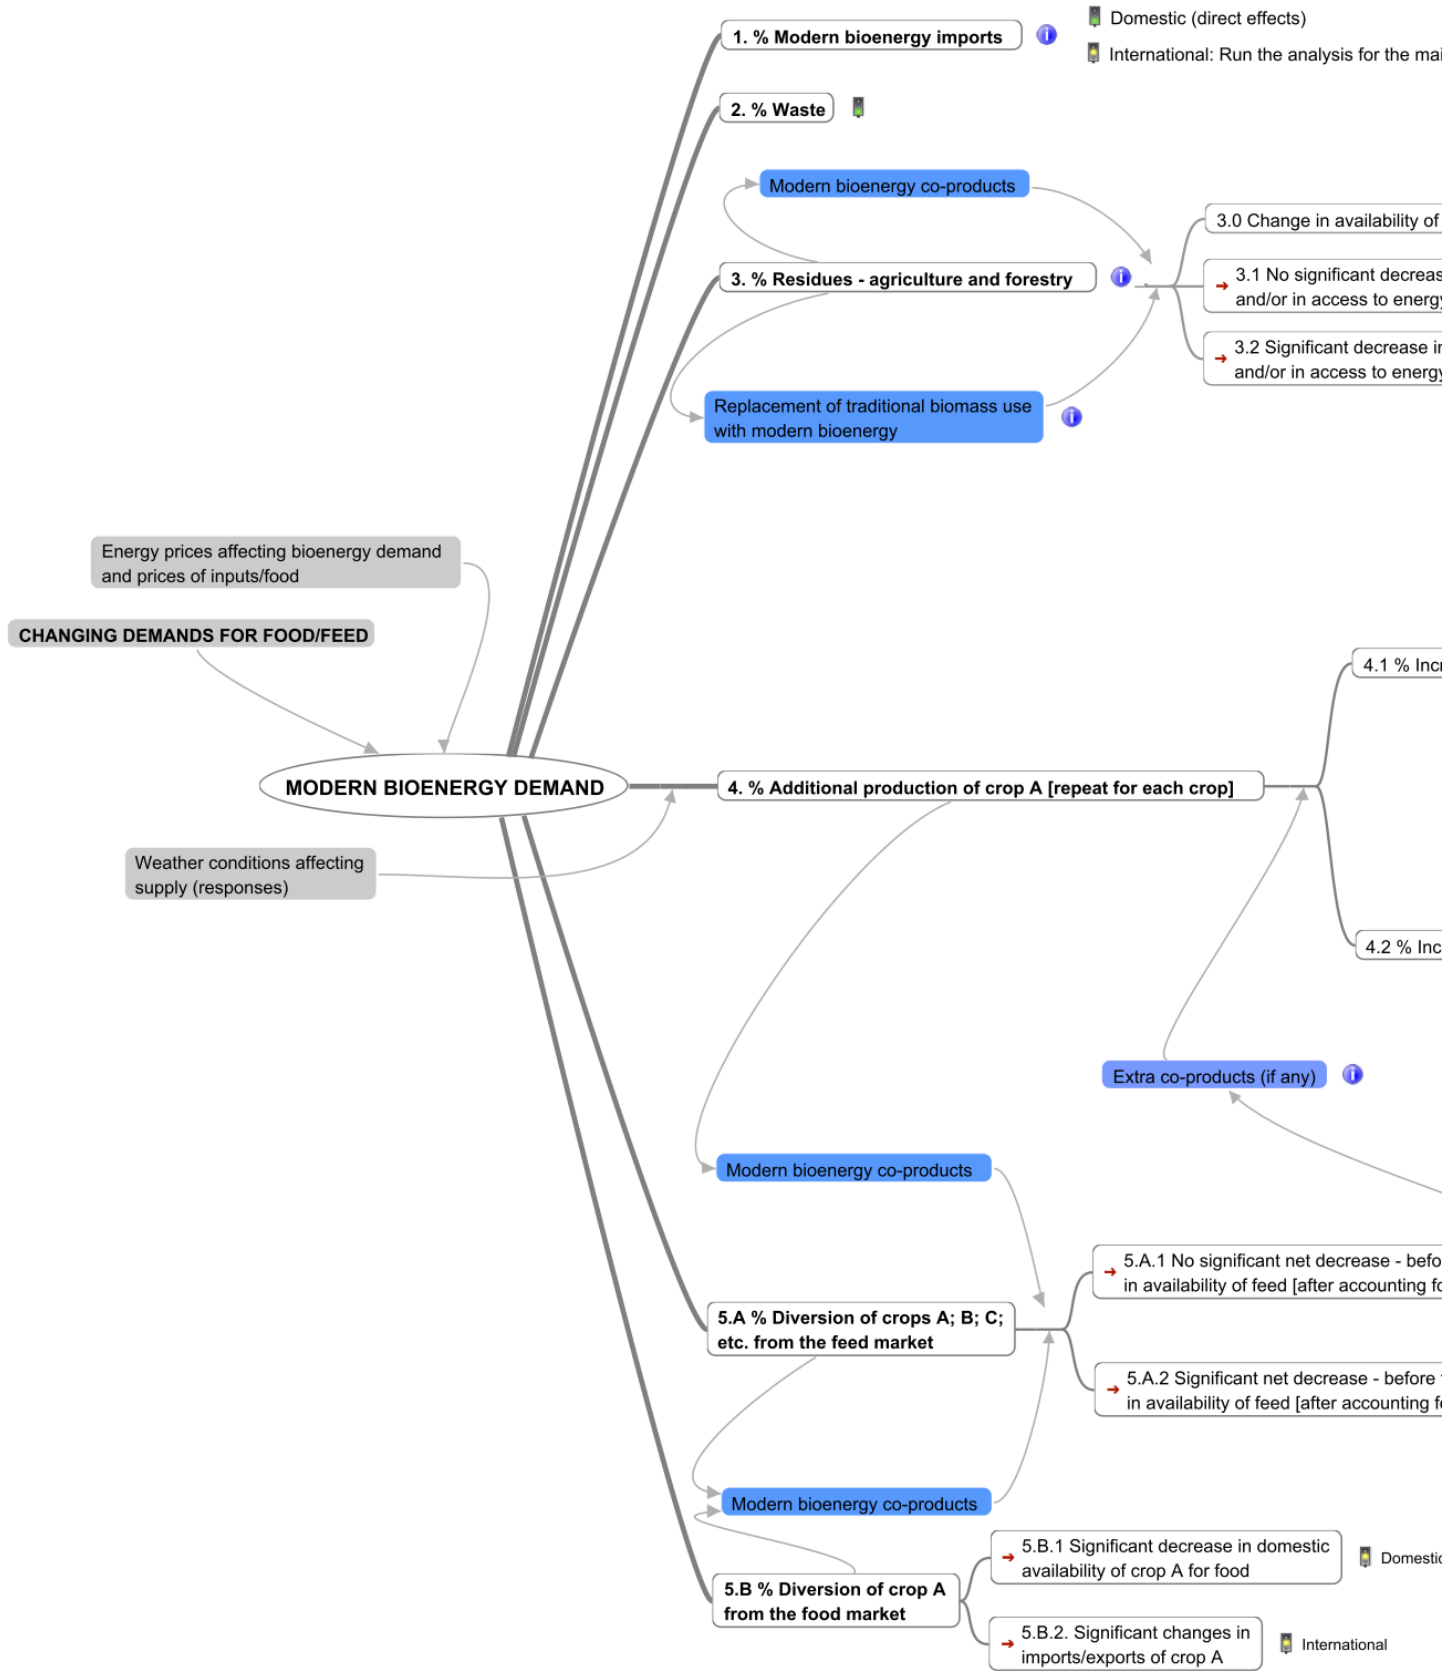 Domestic (direct effects)
1. % Modern bioenergy imports
International: Run the analysis for the mai
2. % Waste
Modern bioenergy co-products
3.0 Change in availability of
3. % Residues - agriculture and forestry
3.1 No significant decreas
and/or in access to energy
3.2 Significant decrease in
and/or in access to energy
Replacement of traditional biomass use
with modern bioenergy
Energy prices affecting bioenergy demand
and prices of inputs/food
CHANGING DEMANDS FOR FOOD/FEED
4.1 % Incr
MODERN BIOENERGY DEMAND
4. % Additional production of crop A [repeat for each crop]
Weather conditions affecting
supply (responses)
4.2 % Inc
Extra co-products (if any)
Modern bioenergy co-products
5.A.1 No significant net decrease - befo
in availability of feed [after accounting fo
5.A % Diversion of crops A; B; C;
etc. from the feed market
5.A.2 Significant net decrease - before
in availability of feed [after accounting fo
Modern bioenergy co-products
5.B.1 Significant decrease in domestic
availability of crop A for food
Domestic
5.B % Diversion of crop A
from the food market
5.B.2. Significant changes in
imports/exports of crop A
International